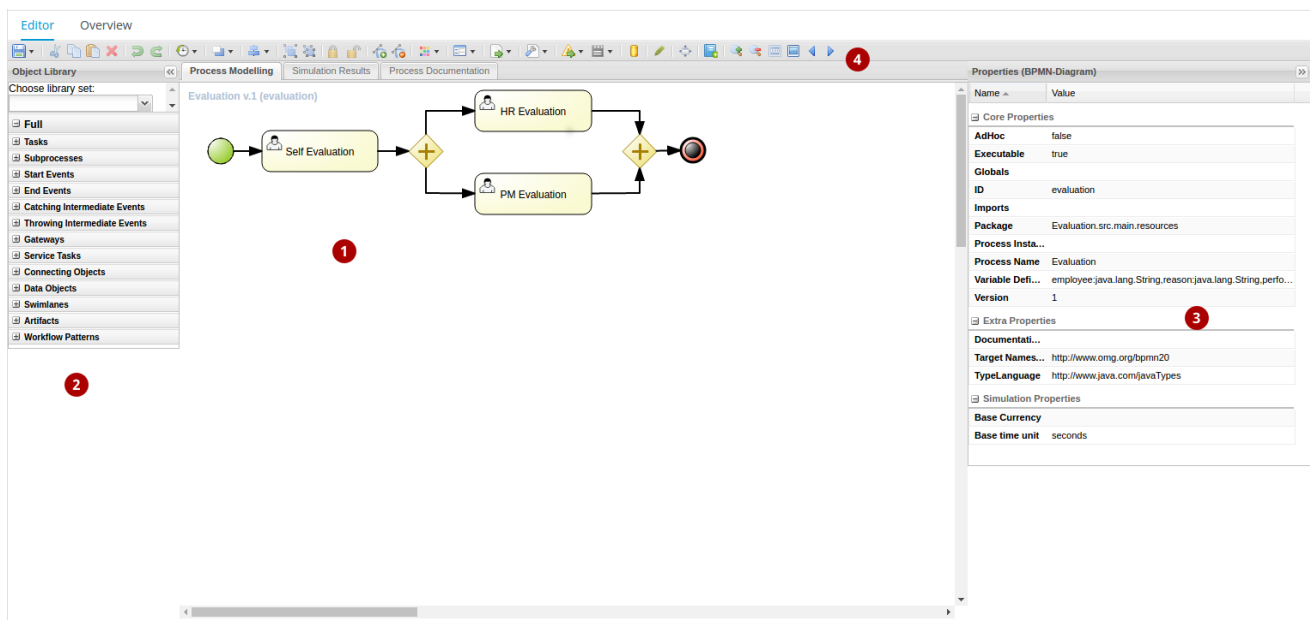 Editor Overview
4
Object Library
Choose library set:
Full
Tasks
Subprocesses
Start Events
End Events
Catching Intermediate Events
Throwing Intermediate Events
Gateways
Service Tasks
Connecting Objects
Data Objects
Swimlanes
Artifacts
Workflow Patterns
2
Process Modelling Simulation Results Process Documentation
Evaluation v.1 (evaluation)
Self Evaluation
HR Evaluation
PM Evaluation
1
Properties (BPMN-Diagram)
Name Value
Core Properties
AdHoc false
Executable true
Globals
ID evaluation
Imports
Package Evaluation.src.main.resources
Process Insta...
Process Name Evaluation
Variable Defi... employee:java.lang.String,reason:java.lang.String,perfo...
Version 1
3
Extra Properties
Documentati...
Target Names... http://www.omg.org/bpmn20
TypeLanguage http://www.java.com/javaTypes
Simulation Properties
Base Currency
Base time unit seconds